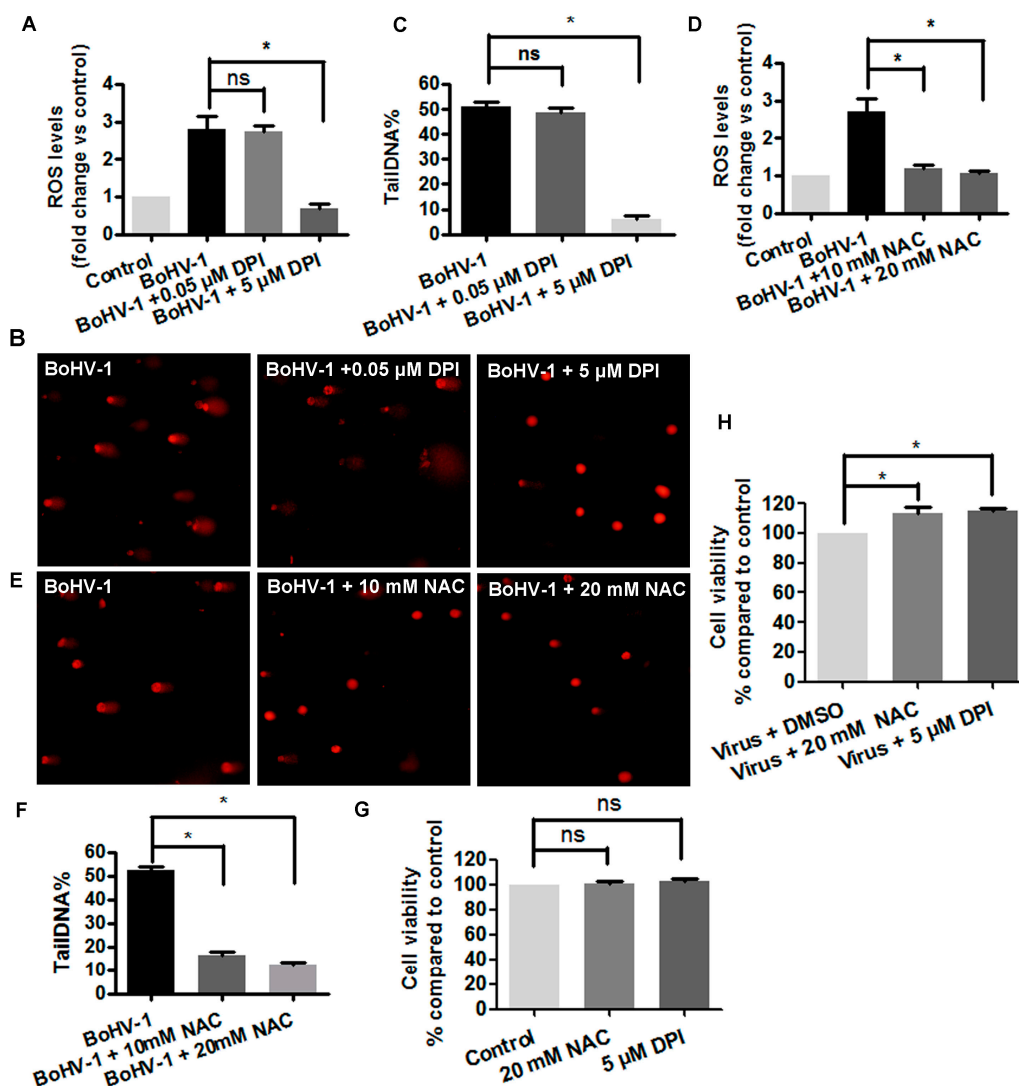 A
ROS levels
(fold change vs control)
4
3
2
1
0
ns
*
Control
BoHV-1
BoHV-1 +0.05 µM DPI
BoHV-1 + 5 µM DPI
C
TailDNA%
60
50
40
30
20
10
0
ns
*
BoHV-1
BoHV-1 + 0.05 µM DPI
BoHV-1 + 5 µM DPI
D
ROS levels
(fold change vs control)
4
3
2
1
0
*
*
Control
BoHV-1
BoHV-1 +10 mM NAC
BoHV-1 + 20 mM NAC
B
BoHV-1
BoHV-1 +0.05 µM DPI
BoHV-1 + 5 µM DPI
E
BoHV-1
BoHV-1 + 10 mM NAC
BoHV-1 + 20 mM NAC
H
Cell viability
% compared to control
120
100
80
60
40
20
0
*
*
Virus + DMSO
Virus + 20 mM NAC
Virus + 5 µM DPI
F
TailDNA%
60
50
40
30
20
10
0
*
*
BoHV-1
BoHV-1 + 10mM NAC
BoHV-1 + 20mM NAC
G
Cell viability
% compared to control
120
100
80
60
40
20
0
ns
ns
Control
20 mM NAC
5 µM DPI